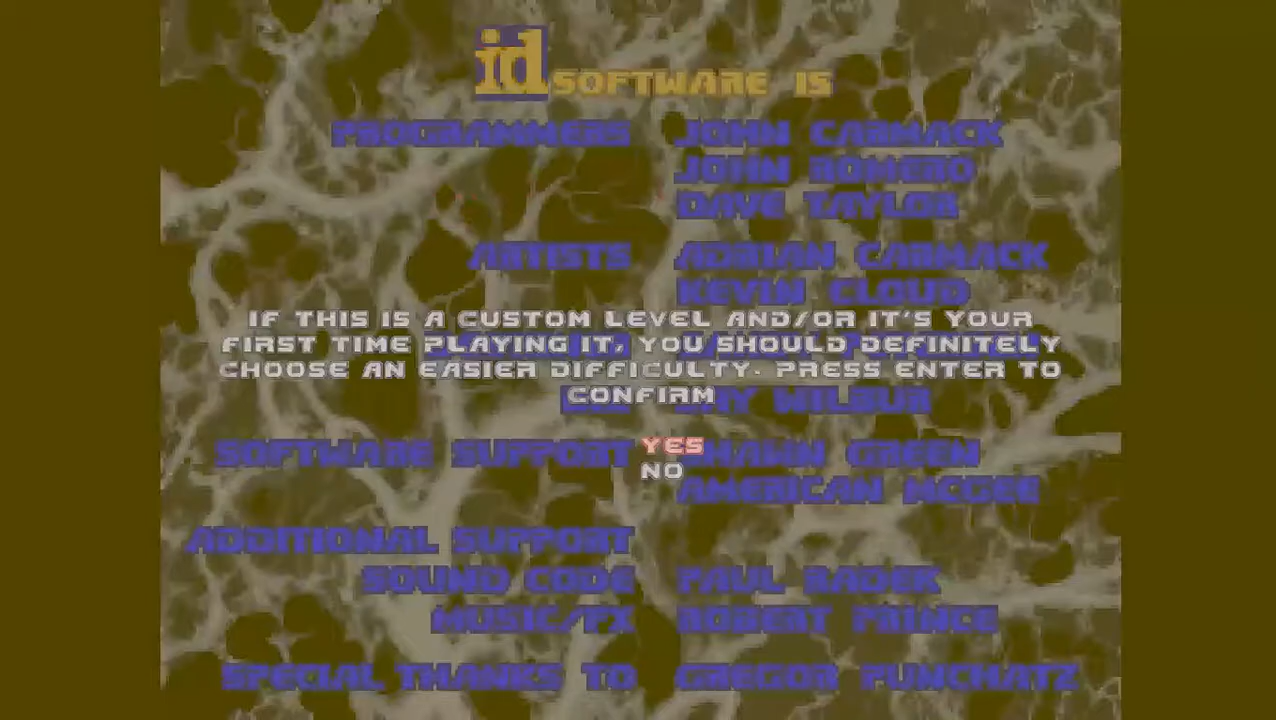 id SOFTWARE IS
PROGRAMMERS JOHN CARMACK
JOHN ROMERO
DAVE TAYLOR
ARTISTS ADRIAN CARMACK
KEVIN CLOUD
IF THIS IS A CUSTOM LEVEL AND/OR IT'S YOUR
FIRST TIME PLAYING IT, YOU SHOULD DEFINITELY
CHOOSE AN EASIER DIFFICULTY. PRESS ENTER TO
CONFIRM
WILBUR
YES
NO
SOFTWARE SUPPORT SHAWN GREEN
AMERICAN MCGEE
ADDITIONAL SUPPORT
SOUND CODE PAUL RADEK
MUSIC/FX ROBERT PRINCE
SPECIAL THANKS TO GREGOR PUNCHATZ